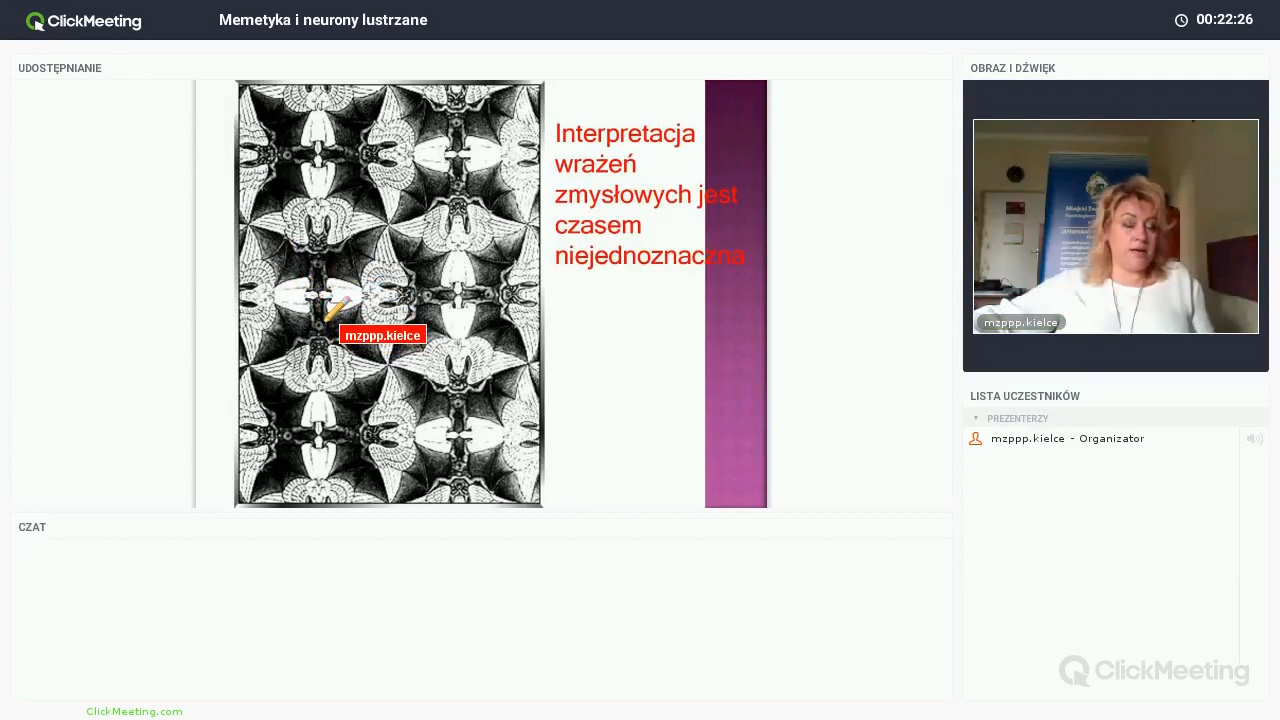 ClickMeeting
Memetyka i neurony lustrzane
00:22:26
UDOSTĘPNIANIE
Interpretacja
wrażeń
zmysłowych jest
czasem
niejednoznaczna
mzppp.kielce
OBRAZ I DŹWIĘK
mzppp.kielce
LISTA UCZESTNIKÓW
PREZENTERZY
mzppp.kielce - Organizator
CZAT
ClickMeeting
ClickMeeting.com